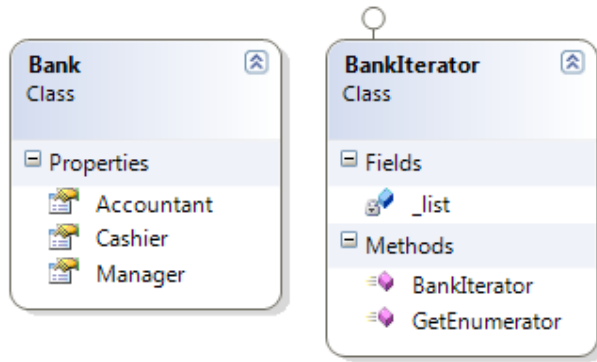 Bank
Class
Properties
Accountant
Cashier
Manager
BankIterator
Class
Fields
_list
Methods
BankIterator
GetEnumerator